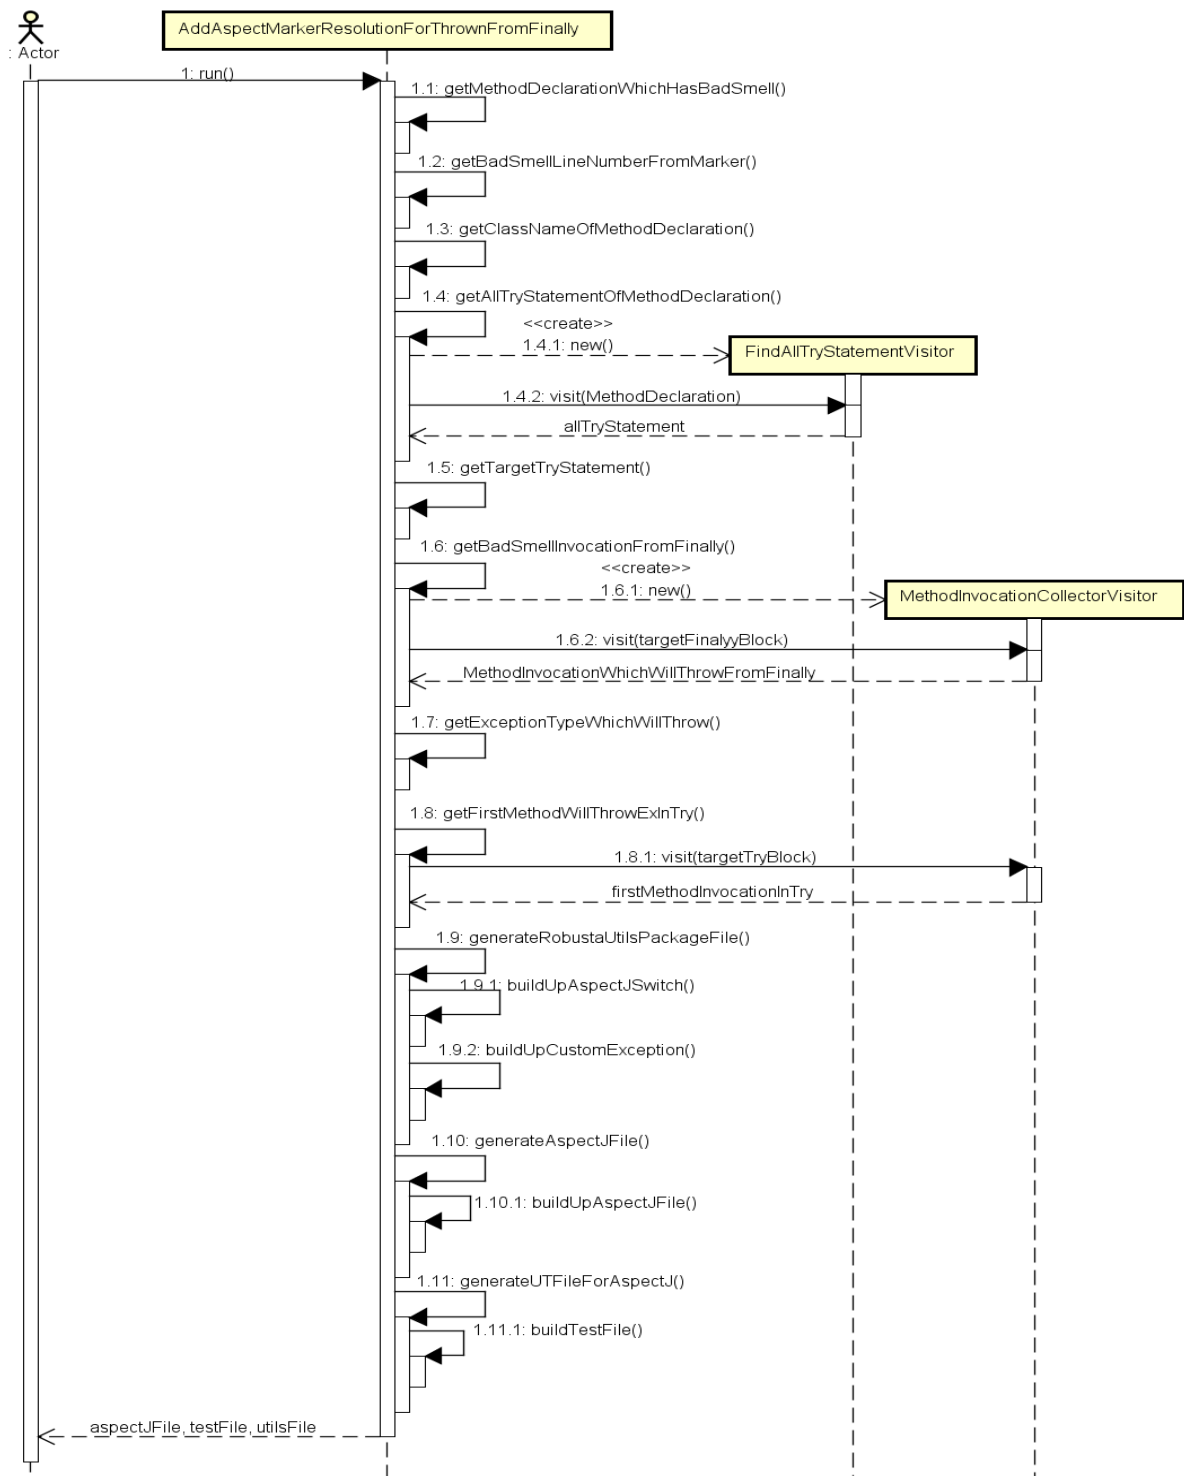 AddAspectMarkerResolutionForThrownFromFinally
: Actor
1: run()
1.1: getMethodDeclarationWhichHasBadSmell()
1.2: getBadSmellLineNumberFromMarker()
1.3: getClassNameOfMethodDeclaration()
1.4: getAllTryStatementOfMethodDeclaration()
<<create>>
1.4.1: new()
FindAllTryStatementVisitor
1.4.2: visit(MethodDeclaration)
allTryStatement
1.5: getTargetTryStatement()
1.6: getBadSmellInvocationFromFinally()
<<create>>
1.6.1: new()
MethodInvocationCollectorVisitor
1.6.2: visit(targetFinalyyBlock)
MethodInvocationWhichWillThrowFromFinally
1.7: getExceptionTypeWhichWillThrow()
1.8: getFirstMethodWillThrowExInTry()
1.8.1: visit(targetTryBlock)
firstMethodInvocationInTry
1.9: generateRobustaUtilsPackageFile()
1.9.1: buildUpAspectJSwitch()
1.9.2: buildUpCustomException()
1.10: generateAspectJFile()
1.10.1: buildUpAspectJFile()
1.11: generateUTFileForAspectJ()
1.11.1: buildTestFile()
aspectJFile, testFile, utilsFile